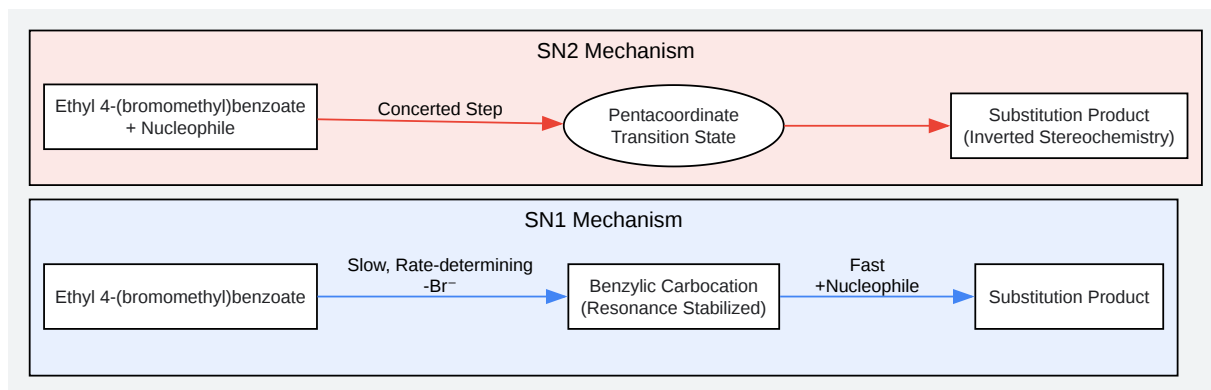 SN2 Mechanism
Ethyl 4-(bromomethyl)benzoate
+ Nucleophile
Concerted Step
Pentacoordinate
Transition State
Substitution Product
(Inverted Stereochemistry)
SN1 Mechanism
Ethyl 4-(bromomethyl)benzoate
Slow, Rate-determining
-Br⁻
Benzylic Carbocation
(Resonance Stabilized)
Fast
+Nucleophile
Substitution Product